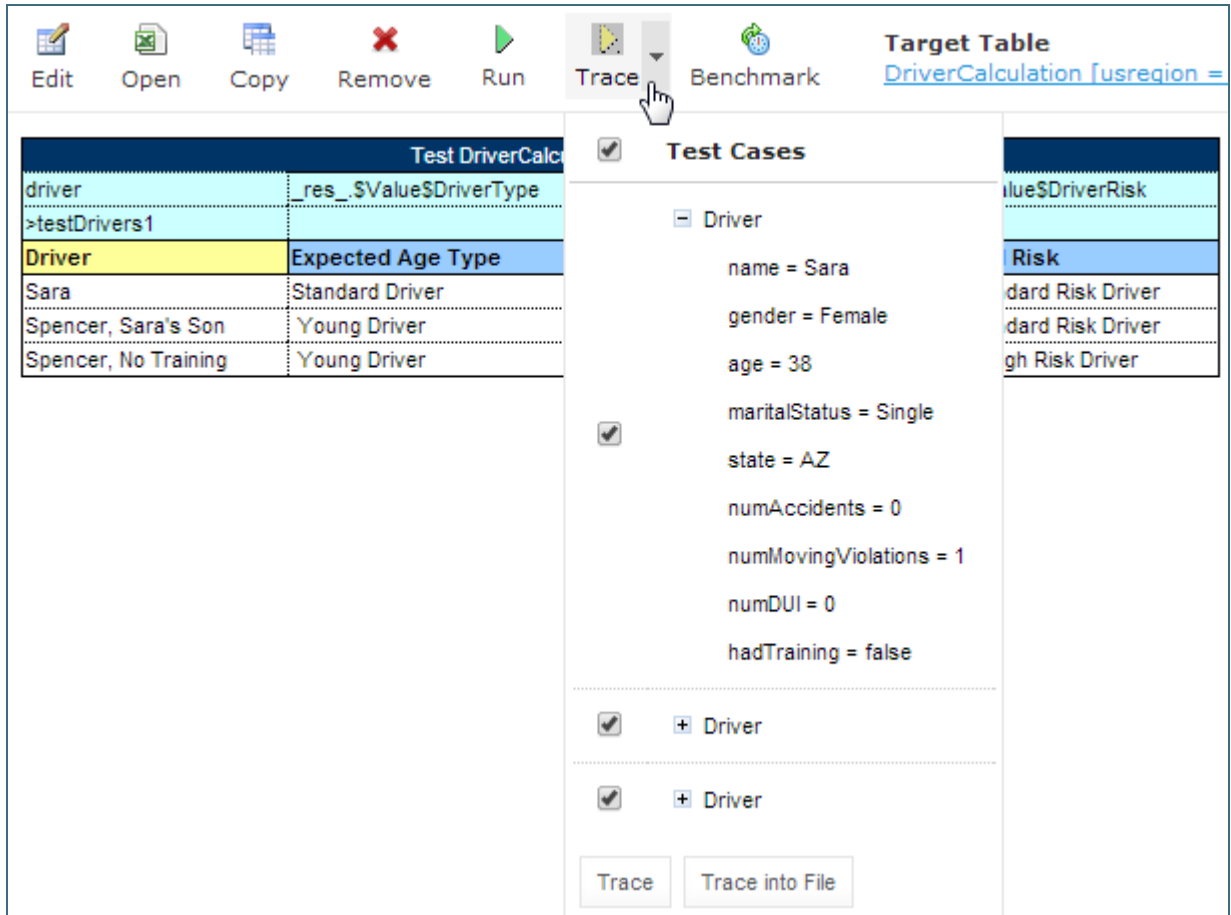 Edit Open Copy Remove Run Trace Benchmark
Target Table
DriverCalculation [usregion =
Test DriverCalc
driver _res_.$Value$DriverType alue$DriverRisk
>testDrivers1
Driver Expected Age Type Risk
Sara Standard Driver dard Risk Driver
Spencer, Sara's Son Young Driver dard Risk Driver
Spencer, No Training Young Driver gh Risk Driver
Test Cases
Driver
name = Sara
gender = Female
age = 38
maritalStatus = Single
state = AZ
numAccidents = 0
numMovingViolations = 1
numDUI = 0
hadTraining = false
Driver
Driver
Trace Trace into File